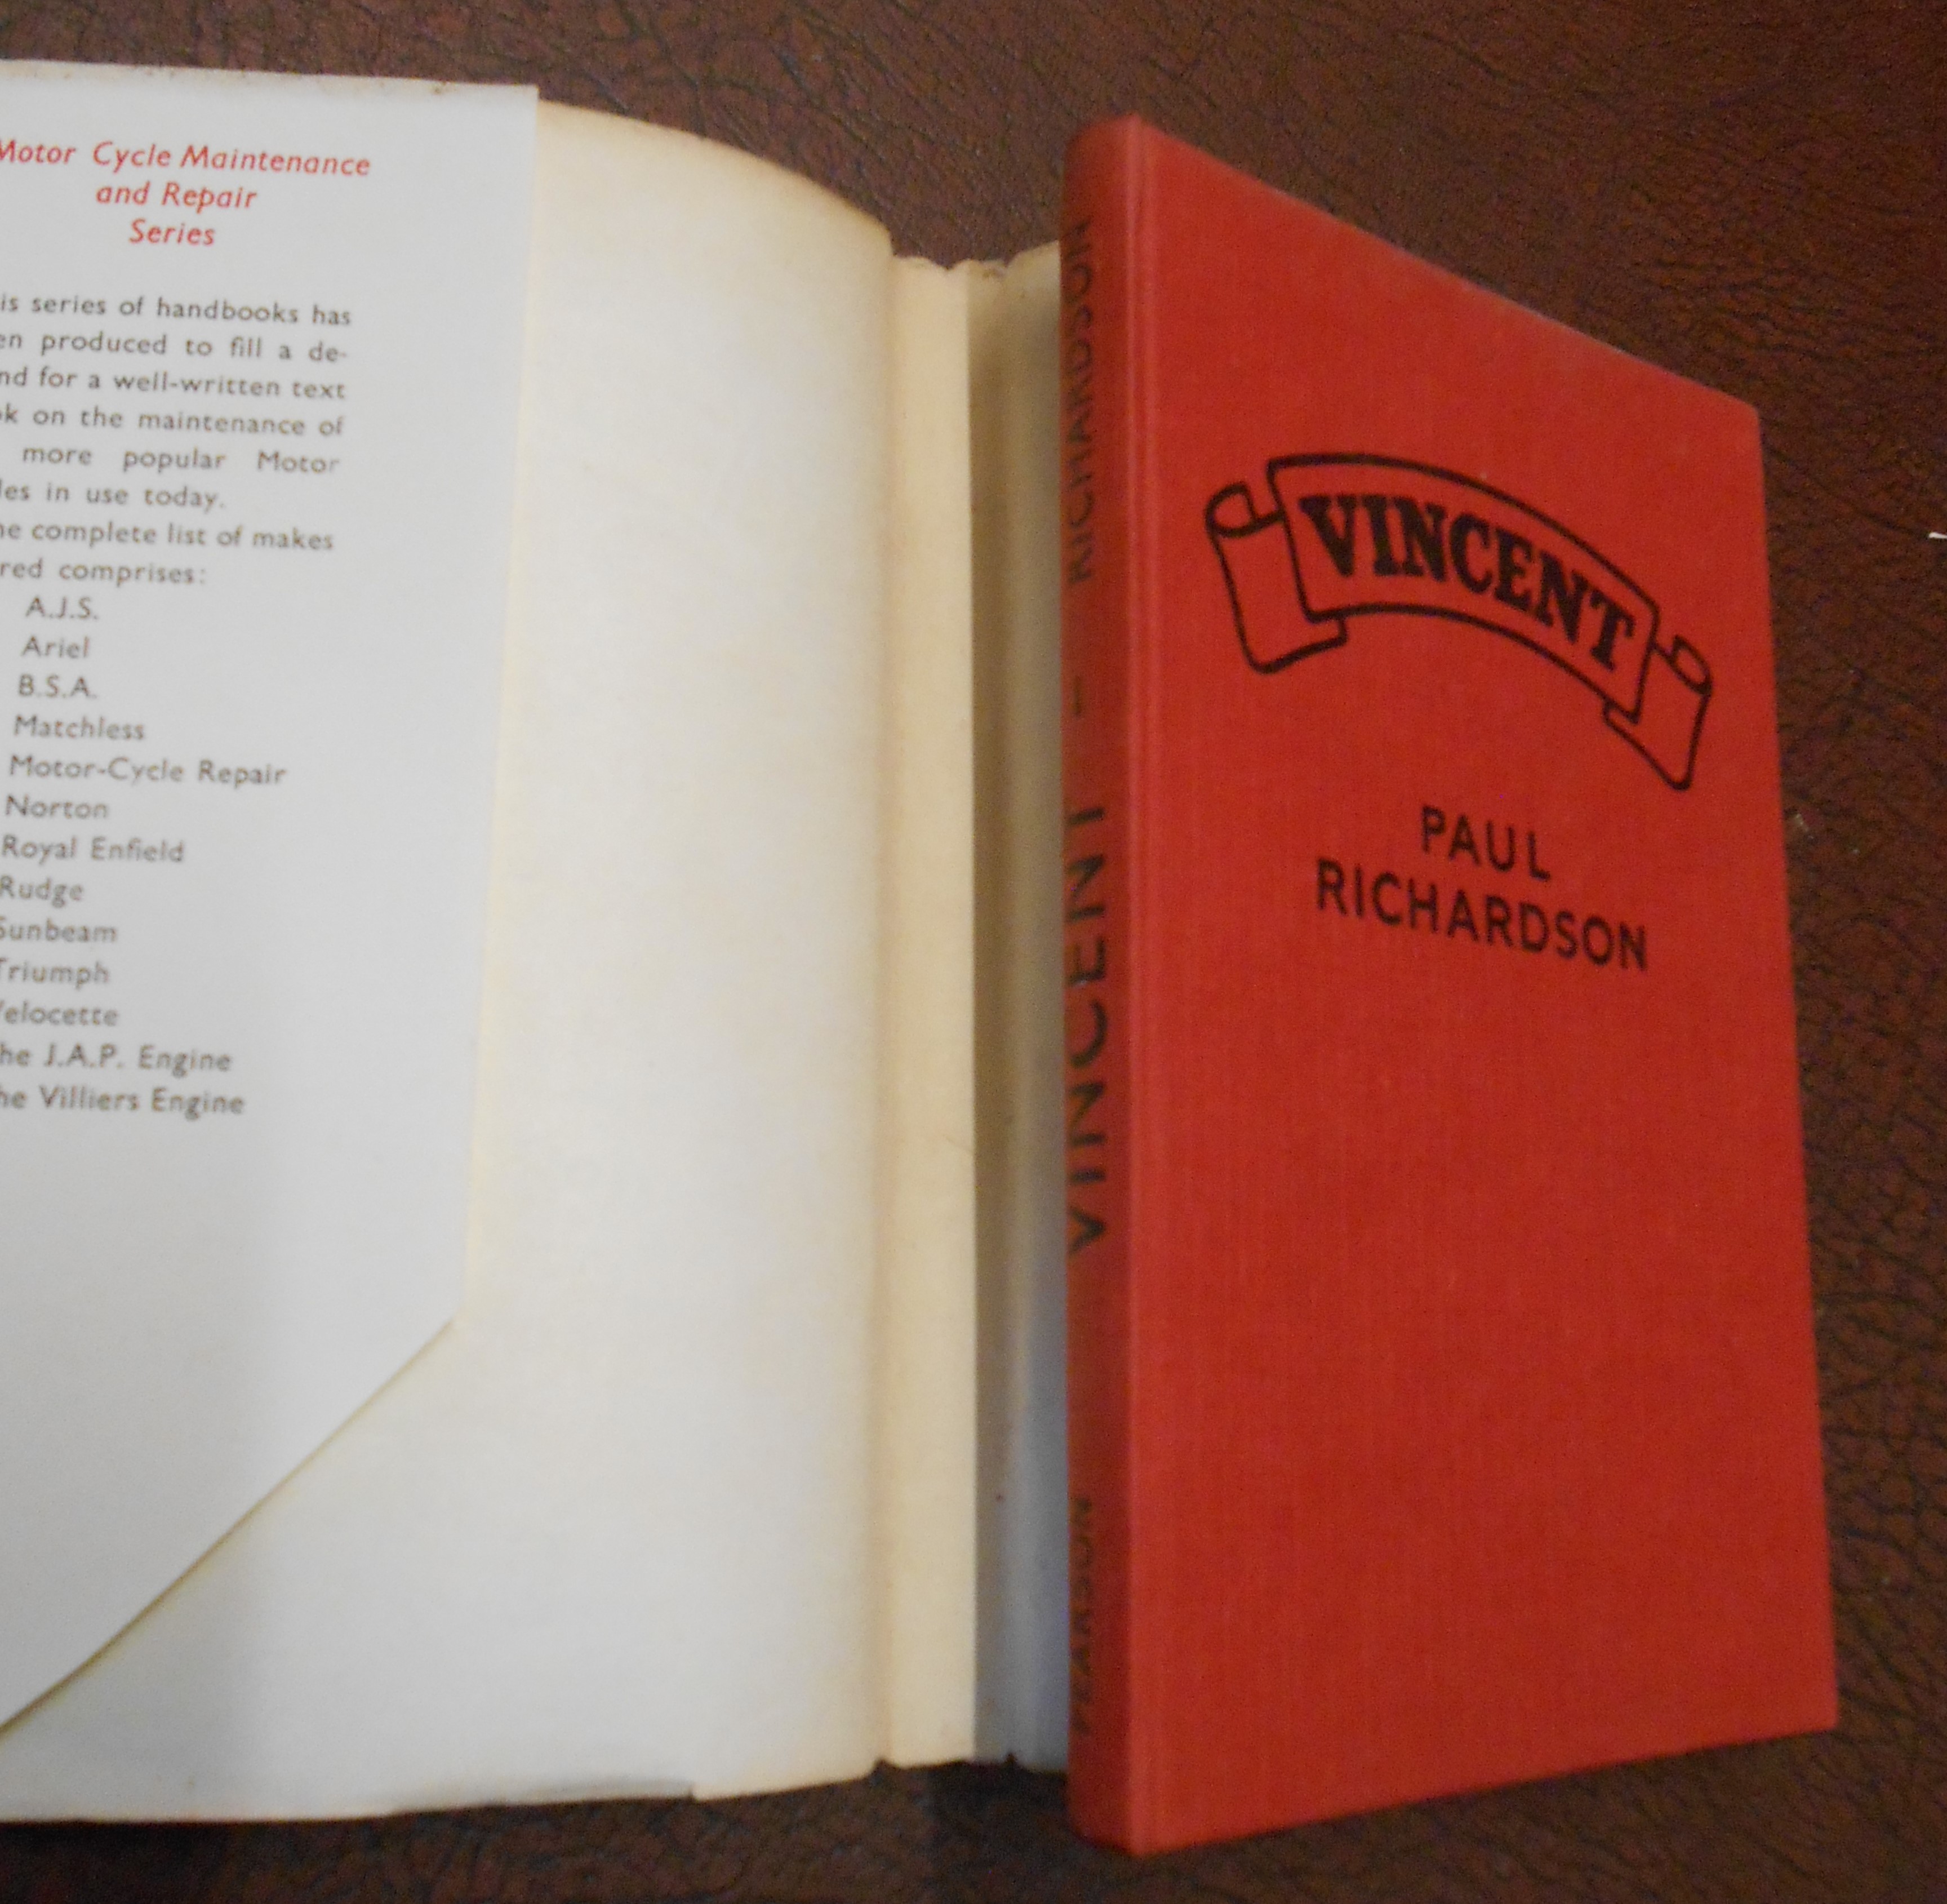 Motor Cycle Maintenance
and Repair
Series
is series of handbooks has
en produced to fill a de-
nd for a well-written text
ok on the maintenance of
more popular Motor
les in use today.
he complete list of makes
red comprises:
A.J.S.
Ariel
B.S.A.
Matchless
Motor-Cycle Repair
Norton
Royal Enfield
Rudge
Sunbeam
Triumph
Velocette
he J.A.P. Engine
he Villiers Engine
PEARSON VINCENT - RICHARDSON
VINCENT
PAUL
RICHARDSON